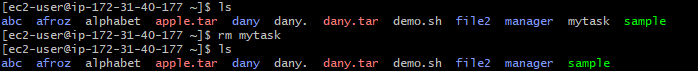 [ec2-user@ip-172-31-40-177 ~]$ ls
abc  afroz  alphabet  apple.tar  dany  dany.  dany.tar  demo.sh  file2  manager  mytask  sample
[ec2-user@ip-172-31-40-177 ~]$ rm mytask
[ec2-user@ip-172-31-40-177 ~]$ ls
abc  afroz  alphabet  apple.tar  dany  dany.  dany.tar  demo.sh  file2  manager  sample